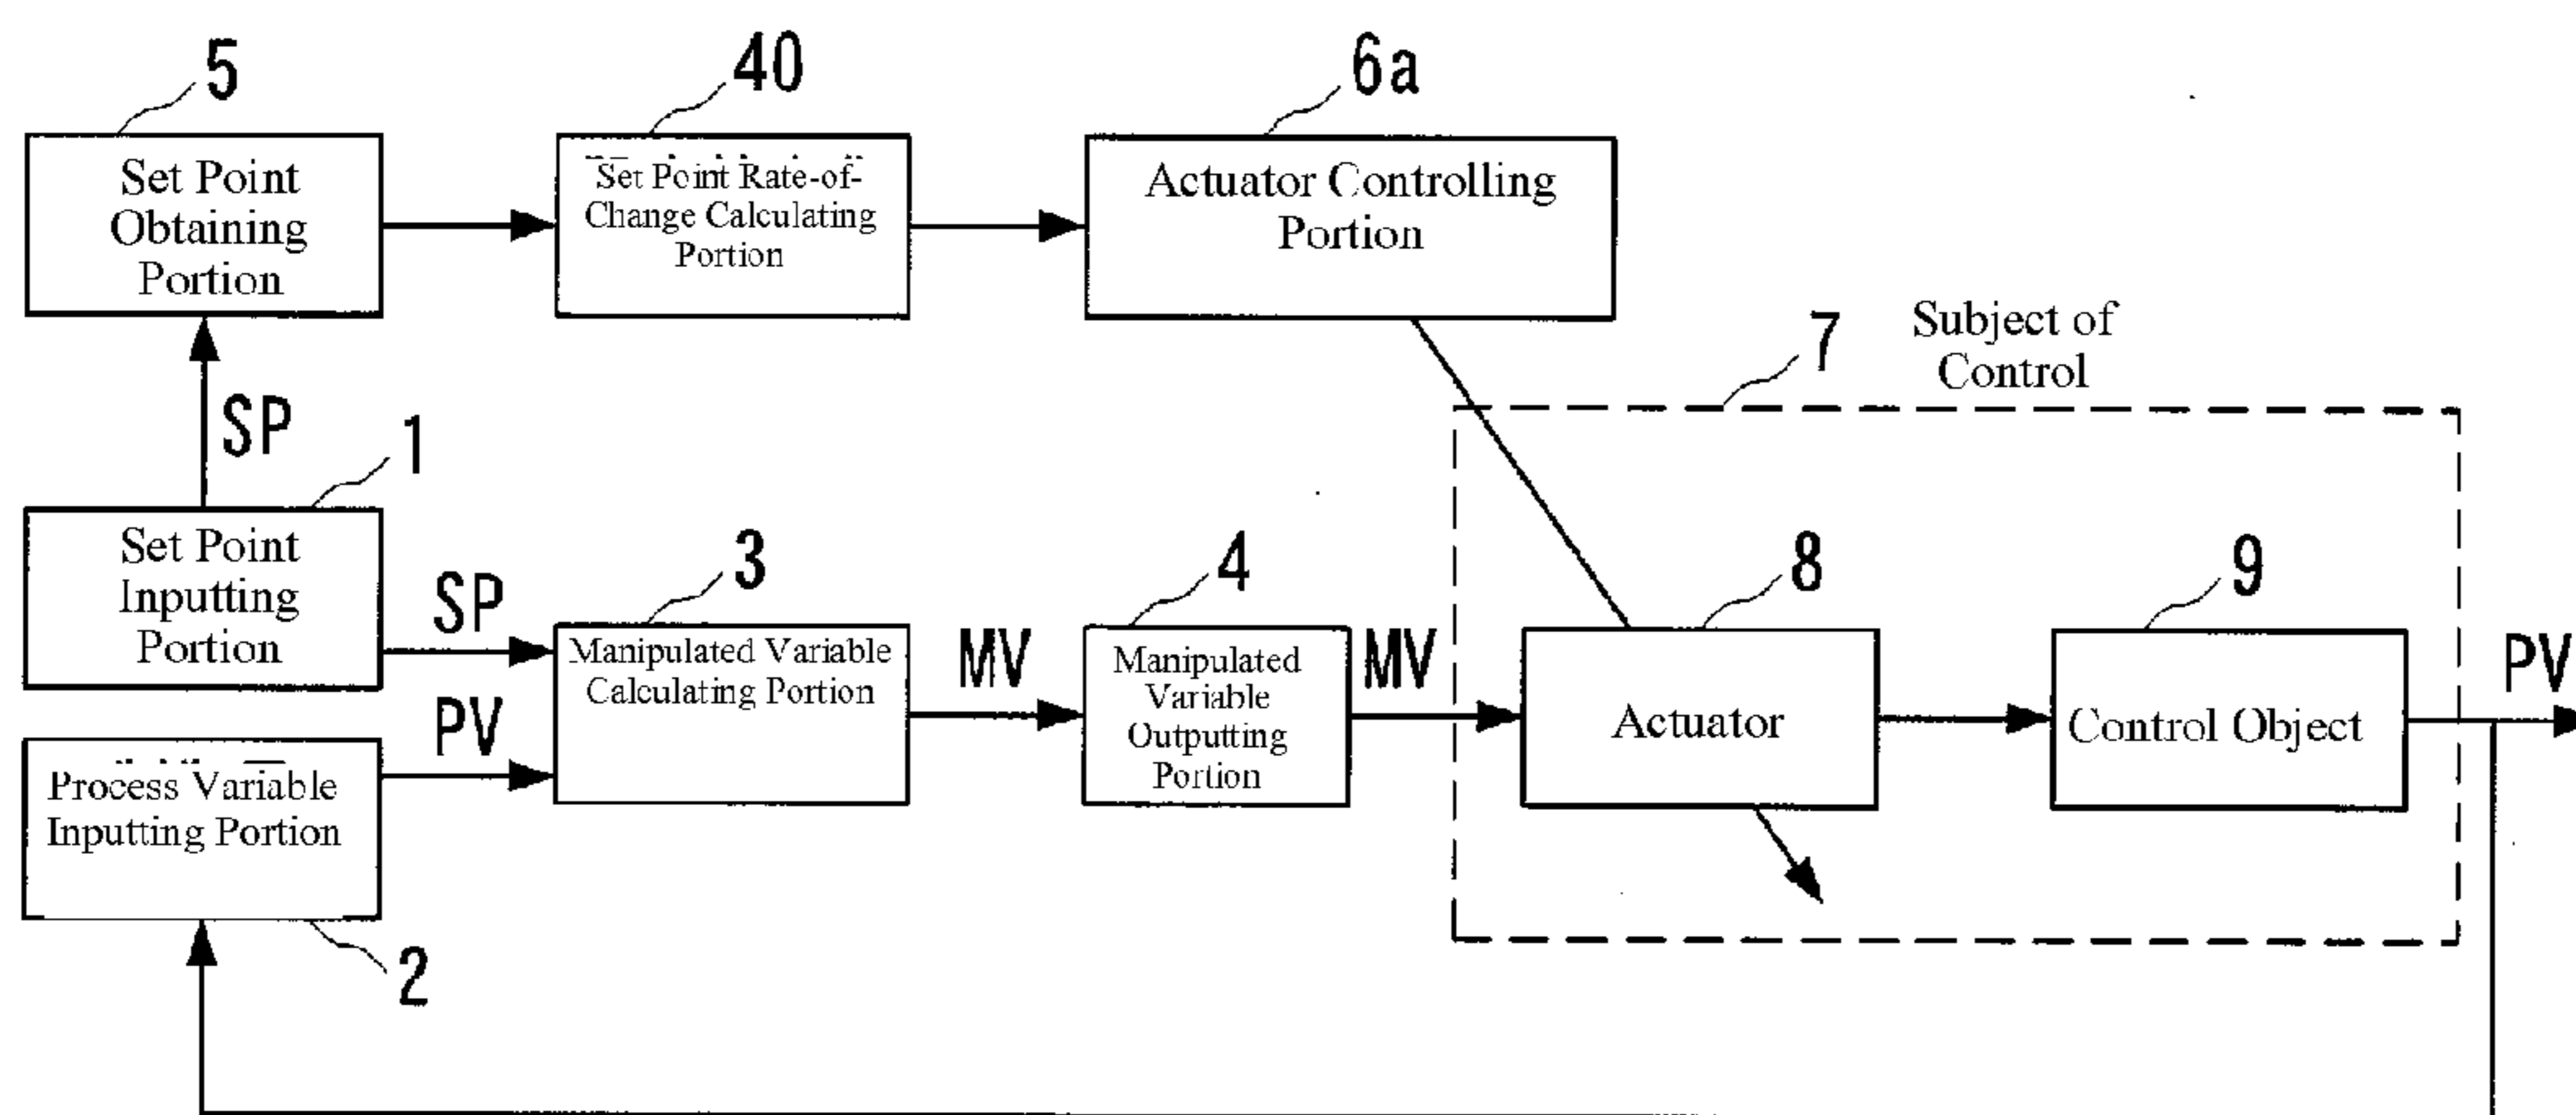 5
40
6a
Set Point
Obtaining
Portion
Set Point Rate-of-
Change Calculating
Portion
Actuator Controlling
Portion
7
Subject of
Control
SP
1
Set Point
Inputting
Portion
SP
PV
3
Manipulated Variable
Calculating Portion
MV
4
Manipulated
Variable
Outputting
Portion
MV
8
Actuator
9
Control Object
PV
Process Variable
Inputting Portion
2